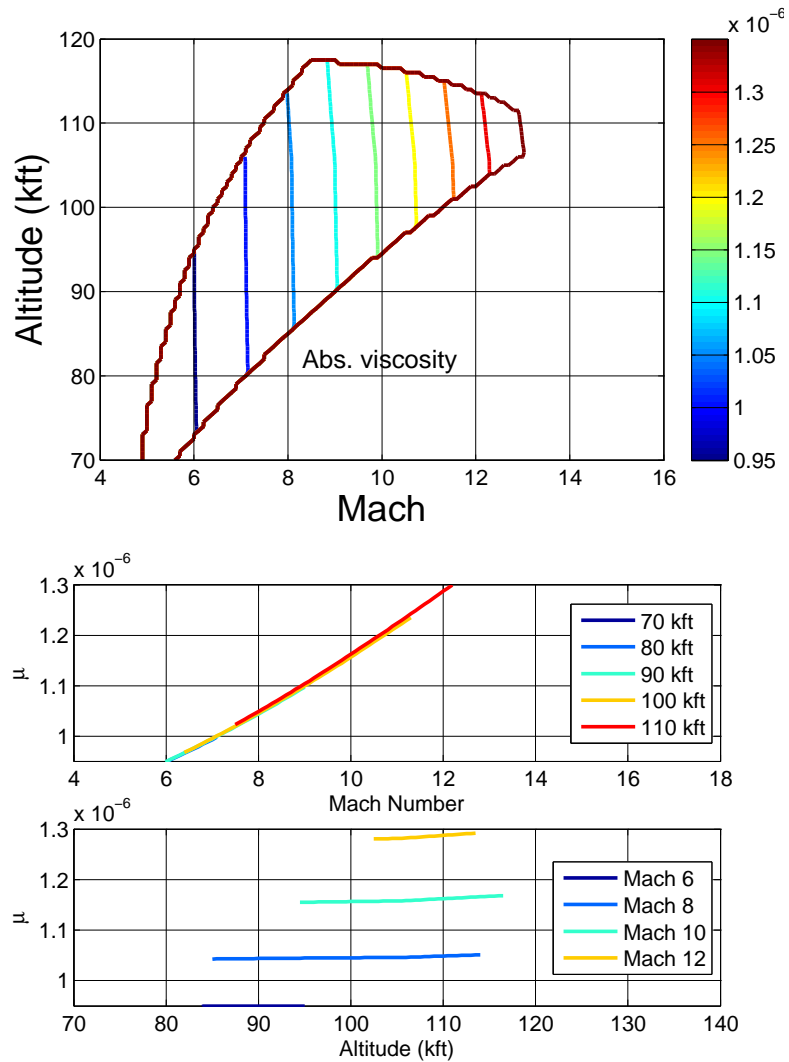 x 10⁻⁶
120
110
100
90
80
70
Altitude (kft)
4
6
8
10
12
14
16
Mach
Abs. viscosity
1.3
1.25
1.2
1.15
1.1
1.05
1
0.95
x 10⁻⁶
1.3
1.2
1.1
1
μ
4
6
8
10
12
14
16
18
Mach Number
70 kft
80 kft
90 kft
100 kft
110 kft
x 10⁻⁶
1.3
1.2
1.1
1
μ
70
80
90
100
110
120
130
140
Altitude (kft)
Mach 6
Mach 8
Mach 10
Mach 12